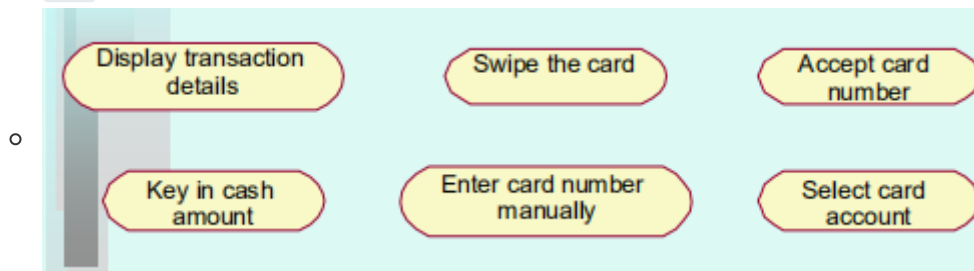 Display transaction
details
Swipe the card
Accept card
number
Key in cash
amount
Enter card number
manually
Select card
account